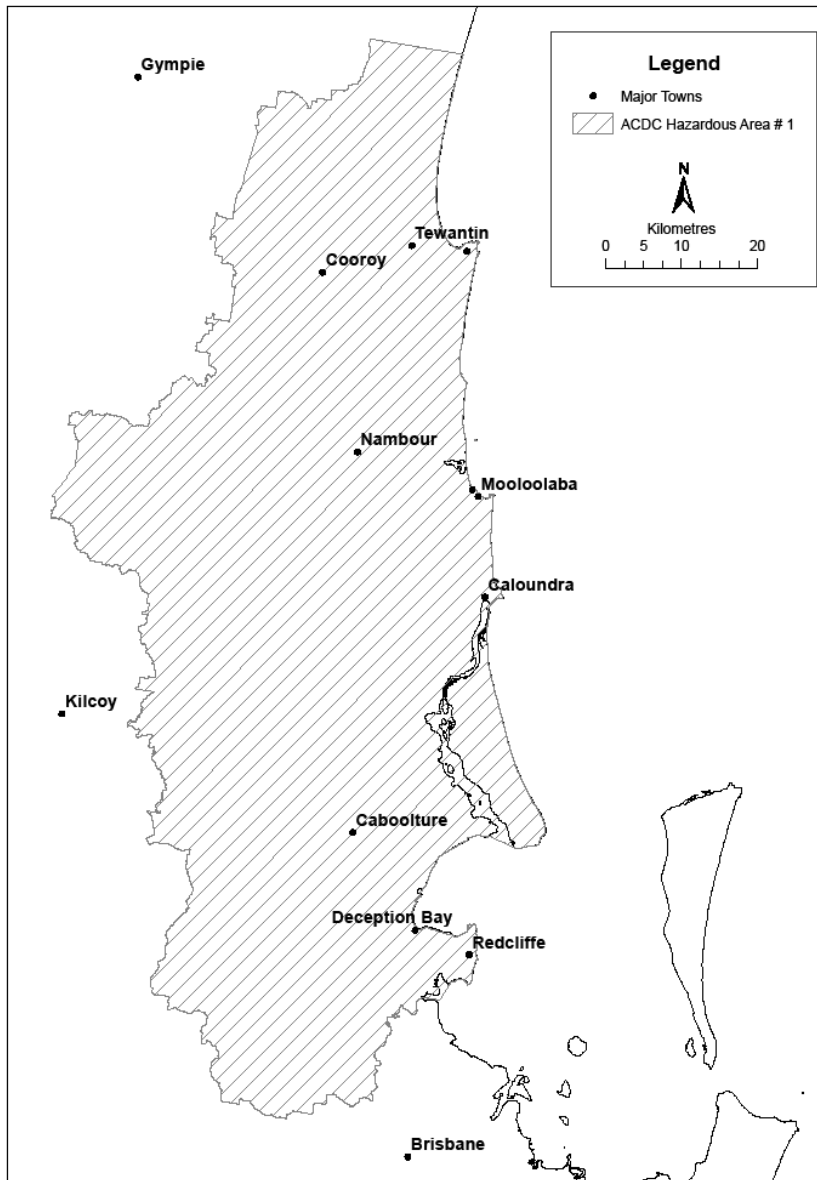 Gympie
Legend
Major Towns
ACDC Hazardous Area # 1
N
Kilometres
0 5 10 20
Tewantin
Cooroy
Nambour
Mooloolaba
Caloundra
Kilcoy
Caboolture
Deception Bay
Redcliffe
Brisbane